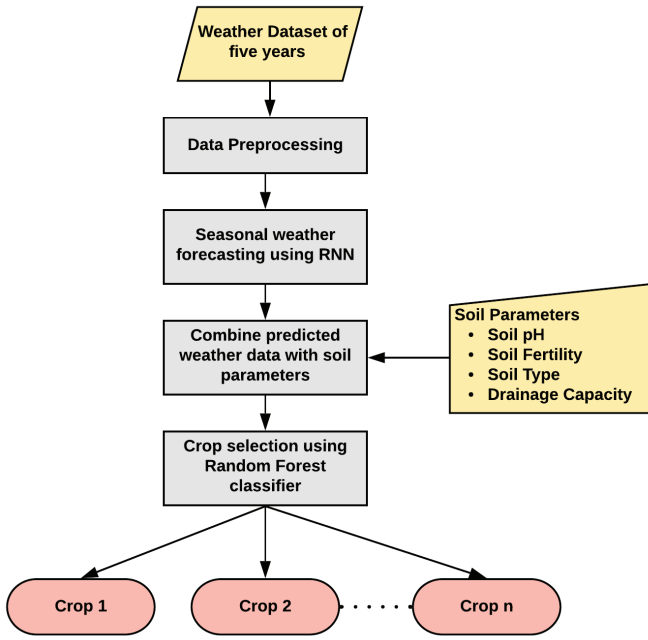 Weather Dataset of
five years
Data Preprocessing
Seasonal weather
forecasting using RNN
Combine predicted
weather data with soil
parameters
Soil Parameters
• Soil pH
• Soil Fertility
• Soil Type
• Drainage Capacity
Crop selection using
Random Forest
classifier
Crop 1
Crop 2
Crop n